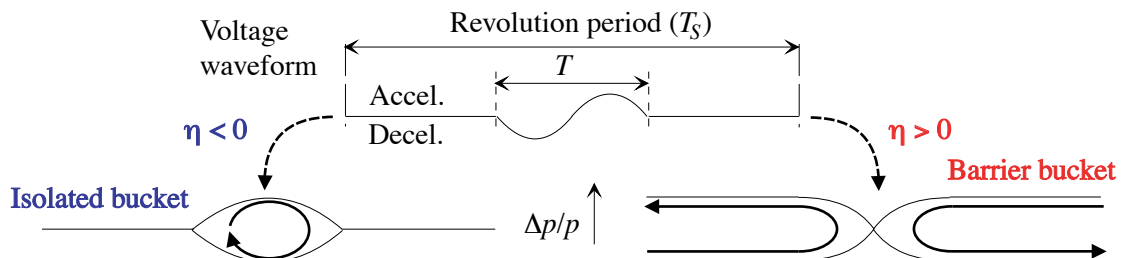 Voltage
waveform
Revolution period (T_S)
T
Accel.
Decel.
η < 0
η > 0
Isolated bucket
Δp/p
Barrier bucket